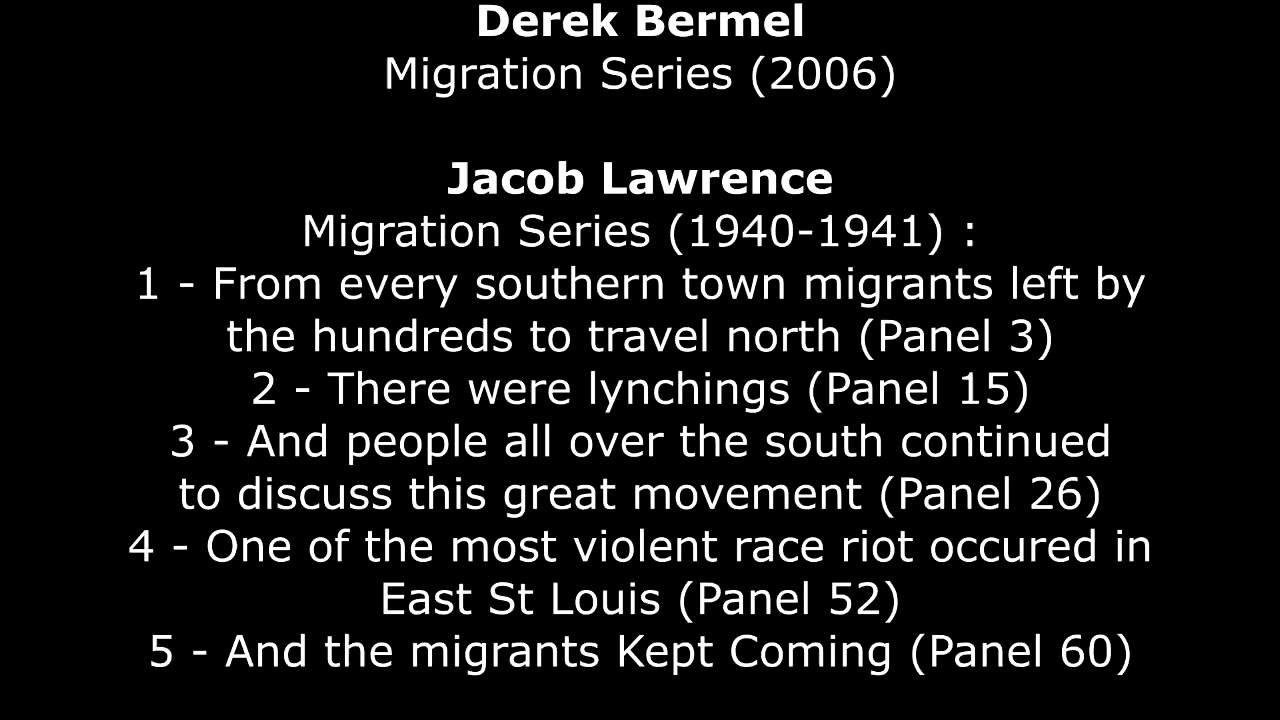 Derek Bermel
Migration Series (2006)
Jacob Lawrence
Migration Series (1940-1941) :
1 - From every southern town migrants left by
the hundreds to travel north (Panel 3)
2 - There were lynchings (Panel 15)
3 - And people all over the south continued
to discuss this great movement (Panel 26)
4 - One of the most violent race riot occured in
East St Louis (Panel 52)
5 - And the migrants Kept Coming (Panel 60)